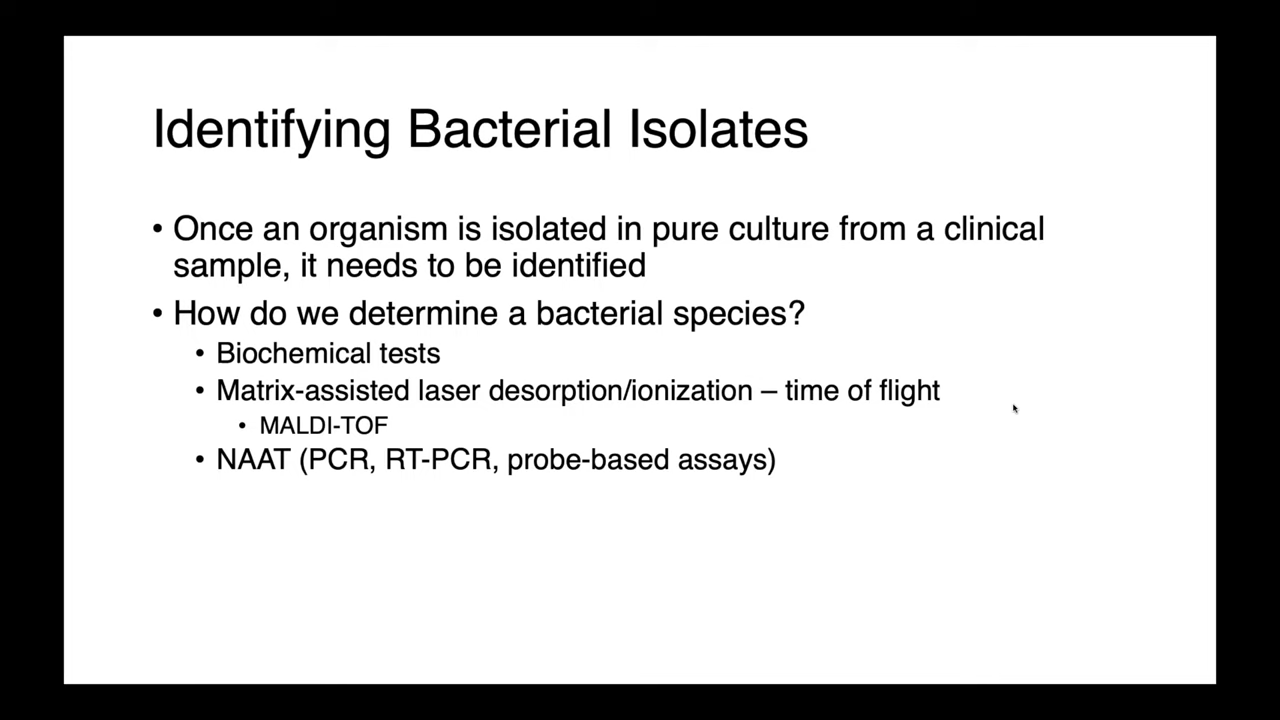 Identifying Bacterial Isolates
• Once an organism is isolated in pure culture from a clinical
sample, it needs to be identified
• How do we determine a bacterial species?
• Biochemical tests
• Matrix-assisted laser desorption/ionization – time of flight
• MALDI-TOF
• NAAT (PCR, RT-PCR, probe-based assays)